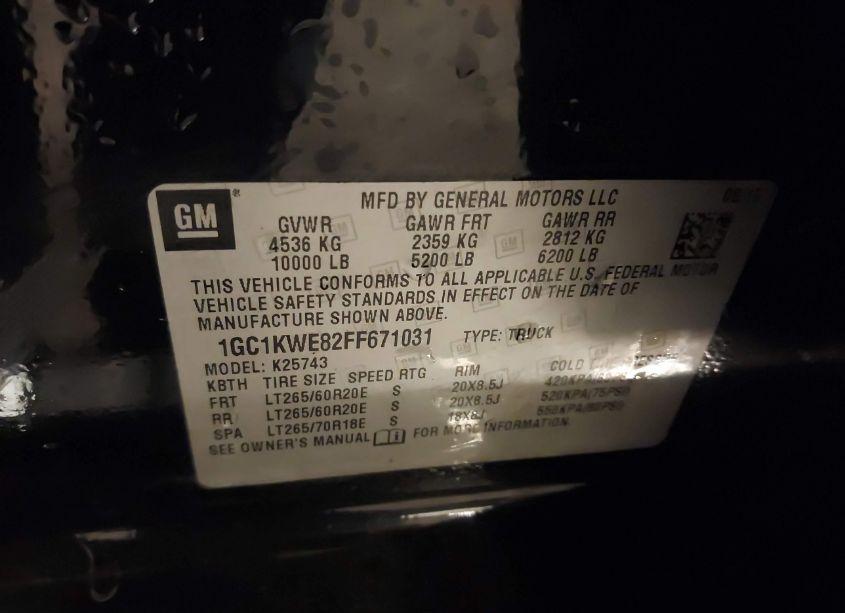 GM MFD BY GENERAL MOTORS LLC
GVWR GAWR FRT GAWR RR
4536 KG 2359 KG 2812 KG
10000 LB 5200 LB 6200 LB
THIS VEHICLE CONFORMS TO ALL APPLICABLE U.S. FEDERAL MOTOR
VEHICLE SAFETY STANDARDS IN EFFECT ON THE DATE OF
MANUFACTURE SHOWN ABOVE.
1GC1KWE82FF671031 TYPE: TRUCK
MODEL: K25743
KBTH TIRE SIZE SPEED RTG RIM COLD
FRT LT265/60R20E S 20X8.5J
RR LT265/60R20E S 20X8.5J 520KPA/75PSI
SPA LT265/70R18E S 18X8J 550KPA/80PSI
SEE OWNER'S MANUAL FOR MORE INFORMATION.